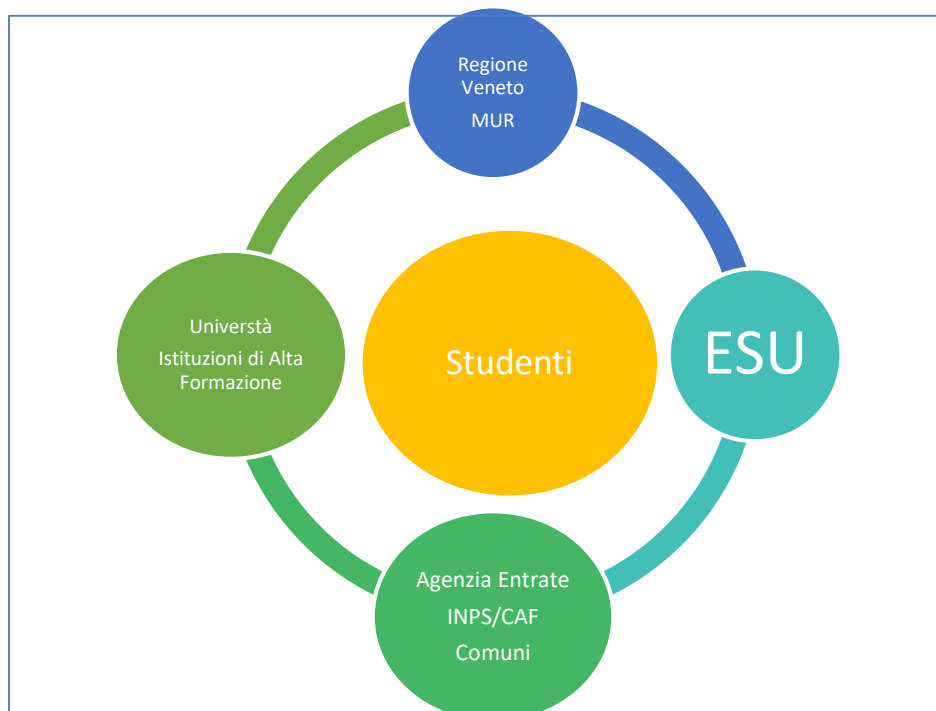 Regione
Veneto
MUR
Universtà
Istituzioni di Alta
Formazione
Studenti
ESU
Agenzia Entrate
INPS/CAF
Comuni